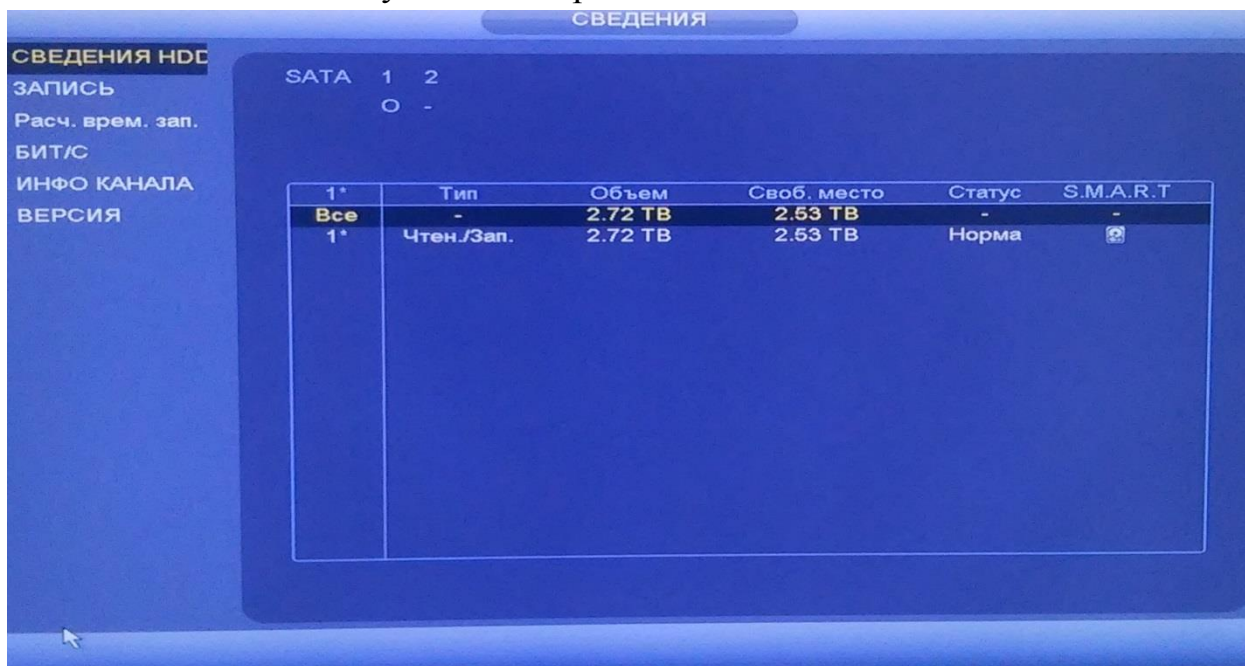 СВЕДЕНИЯ
СВЕДЕНИЯ HDD
ЗАПИСЬ
Расч. врем. зап.
БИТ/С
ИНФО КАНАЛА
ВЕРСИЯ
SATA 1 2
O -
1* Тип Объем Своб. место Статус S.M.A.R.T
Все - 2.72 TB 2.53 TB - -
1* Чтен./Зап. 2.72 TB 2.53 TB Норма